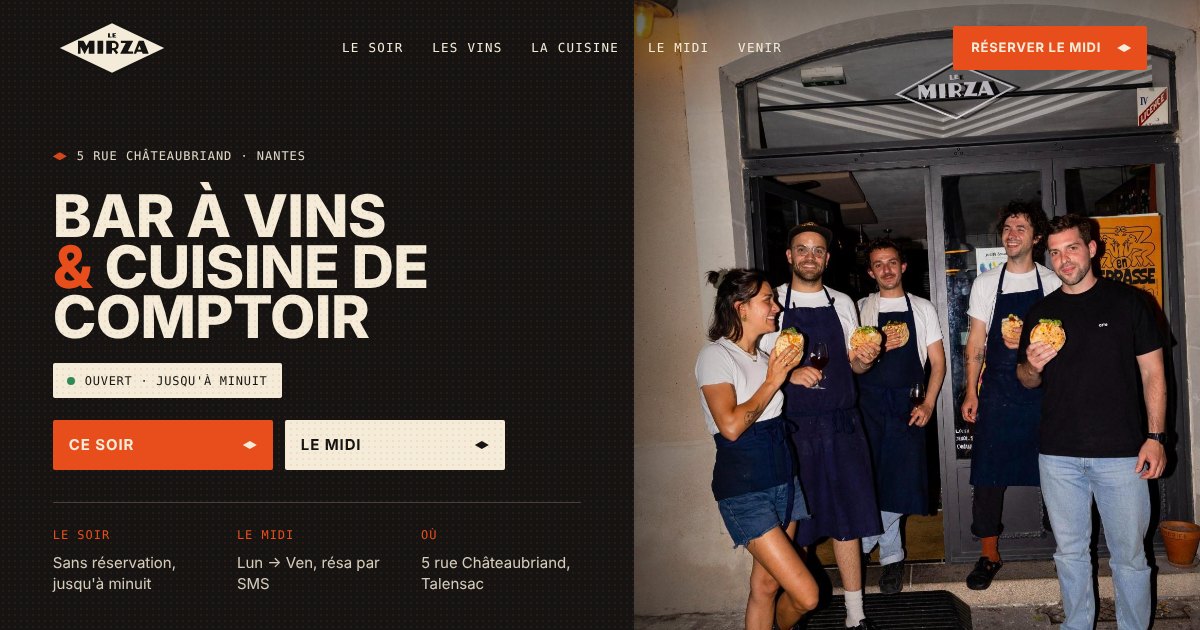 LE
MIRZA
LE SOIR
LES VINS
LA CUISINE
LE MIDI
VENIR
RÉSERVER LE MIDI
LE
MIRZA
IV
LICENCE
5 RUE CHÂTEAUBRIAND · NANTES
BAR À VINS
& CUISINE DE
COMPTOIR
OUVERT · JUSQU'À MINUIT
CE SOIR
LE MIDI
en
LE SOIR
Sans réservation,
jusqu'à minuit
LE MIDI
Lun → Ven, résa par
SMS
OÙ
5 rue Châteaubriand,
Talensac